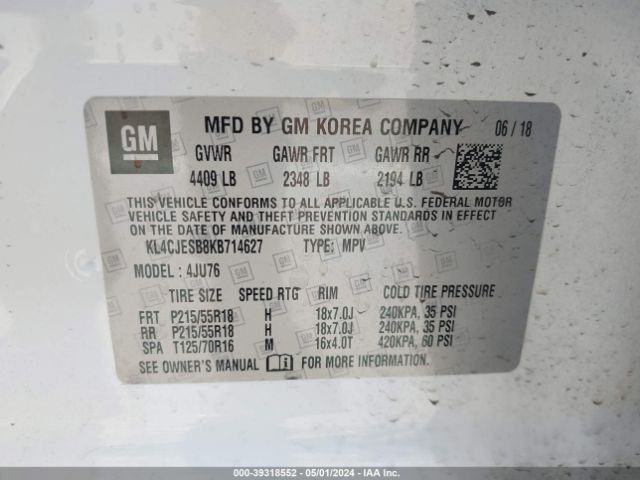 GM MFD BY GM KOREA COMPANY 06 / 18
GVWR GAWR FRT GAWR RR
4409 LB 2348 LB 2194 LB
THIS VEHICLE CONFORMS TO ALL APPLICABLE U.S. FEDERAL MOTOR
VEHICLE SAFETY AND THEFT PREVENTION STANDARDS IN EFFECT
ON THE DATE OF MANUFACTURE SHOWN ABOVE.
KL4CJESB8KB714627 TYPE: MPV
MODEL : 4JU76
TIRE SIZE SPEED RTG RIM COLD TIRE PRESSURE
FRT P215/55R18 H 18x7.0J 240KPA, 35 PSI
RR P215/55R18 H 18x7.0J 240KPA, 35 PSI
SPA T125/70R16 M 16x4.0T 420KPA, 60 PSI
SEE OWNER'S MANUAL FOR MORE INFORMATION.
000-39318552 - 05/01/2024 - IAAI.com